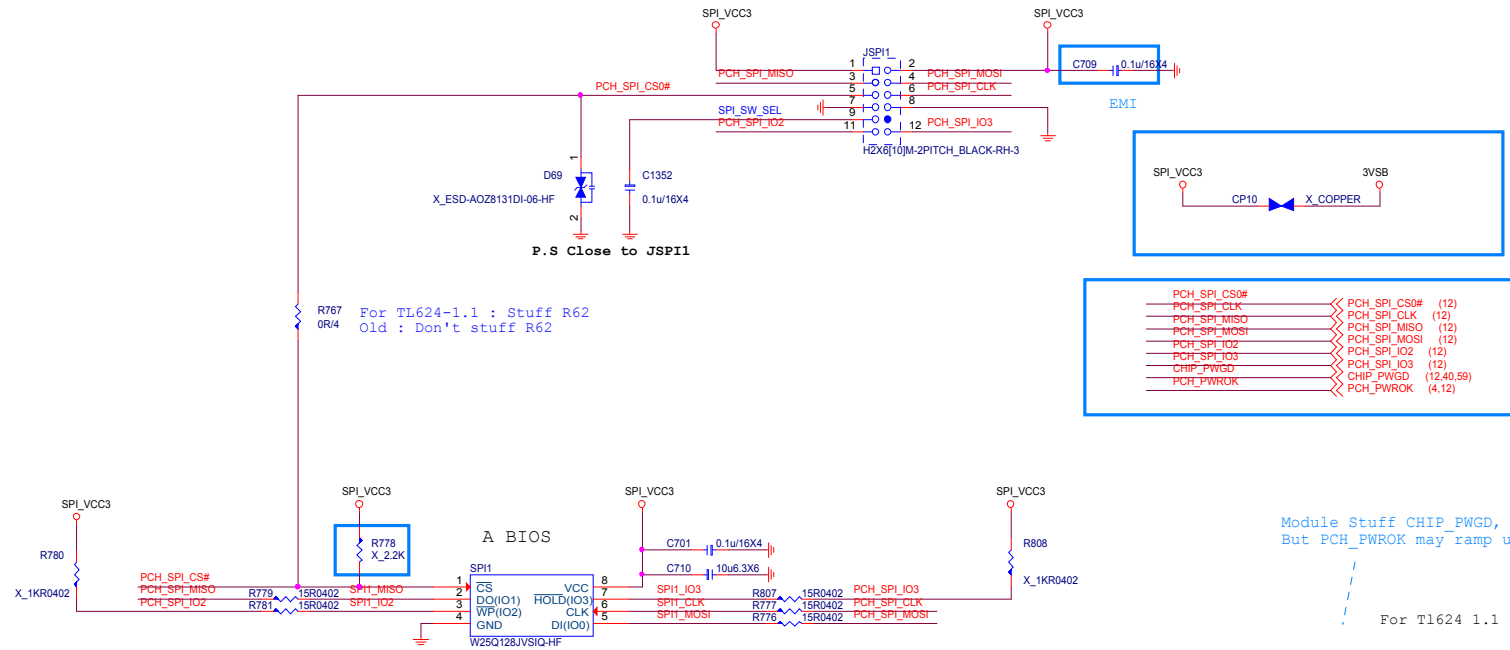 SPI_VCC3
SPI_VCC3
JSPI1
1 2
PCH_SPI_MISO 3 4 PCH_SPI_MOSI
PCH_SPI_CS0# 5 6 PCH_SPI_CLK
7 8
SPI_SW_SEL 9
PCH_SPI_IO2 11 12 PCH_SPI_IO3
H2X6[10]M-2PITCH_BLACK-RH-3
C709 0.1u/16X4
EMI
SPI_VCC3 3VSB
CP10 X_COPPER
1
D69
X_ESD-AOZ8131DI-06-HF
2
C1352
0.1u/16X4
P.S Close to JSPI1
R767
0R/4
For TL624-1.1 : Stuff R62
Old : Don't stuff R62
PCH_SPI_CS0# PCH_SPI_CS0# (12)
PCH_SPI_CLK PCH_SPI_CLK (12)
PCH_SPI_MISO PCH_SPI_MISO (12)
PCH_SPI_MOSI PCH_SPI_MOSI (12)
PCH_SPI_IO2 PCH_SPI_IO2 (12)
PCH_SPI_IO3 PCH_SPI_IO3 (12)
CHIP_PWGD CHIP_PWGD (12,40,59)
PCH_PWROK PCH_PWROK (4,12)
SPI_VCC3
R780
X_1KR0402
SPI_VCC3
R778
X_2.2K
A BIOS
SPI_VCC3
C701 0.1u/16X4
C710 10u6.3X6
SPI_VCC3
R808
X_1KR0402
SPI1
PCH_SPI_CS# 1 CS VCC 8
PCH_SPI_MISO R779 15R0402 SPI1_MISO 2 DO(IO1) HOLD(IO3) 7 SPI1_IO3 R807 15R0402 PCH_SPI_IO3
PCH_SPI_IO2 R781 15R0402 SPI1_IO2 3 WP(IO2) CLK 6 SPI1_CLK R777 15R0402 PCH_SPI_CLK
4 GND DI(IO0) 5 SPI1_MOSI R776 15R0402 PCH_SPI_MOSI
W25Q128JVSIQ-HF
Module Stuff CHIP_PWGD,
But PCH_PWROK may ramp u
For Tl624 1.1